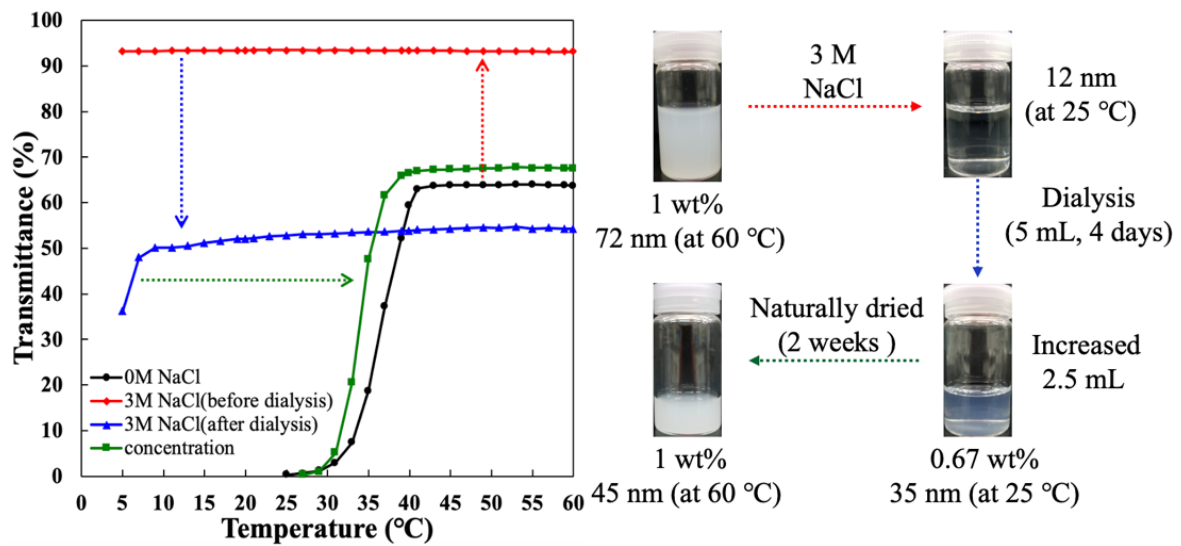 100
90
80
70
60
50
40
30
20
10
0
Transmittance (%)
0M NaCl
3M NaCl(before dialysis)
3M NaCl(after dialysis)
concentration
0 5 10 15 20 25 30 35 40 45 50 55 60
Temperature (℃)
3 M
NaCl
1 wt%
72 nm (at 60 ℃)
12 nm
(at 25 ℃)
Dialysis
(5 mL, 4 days)
Naturally dried
(2 weeks )
Increased
2.5 mL
1 wt%
45 nm (at 60 ℃)
0.67 wt%
35 nm (at 25 ℃)